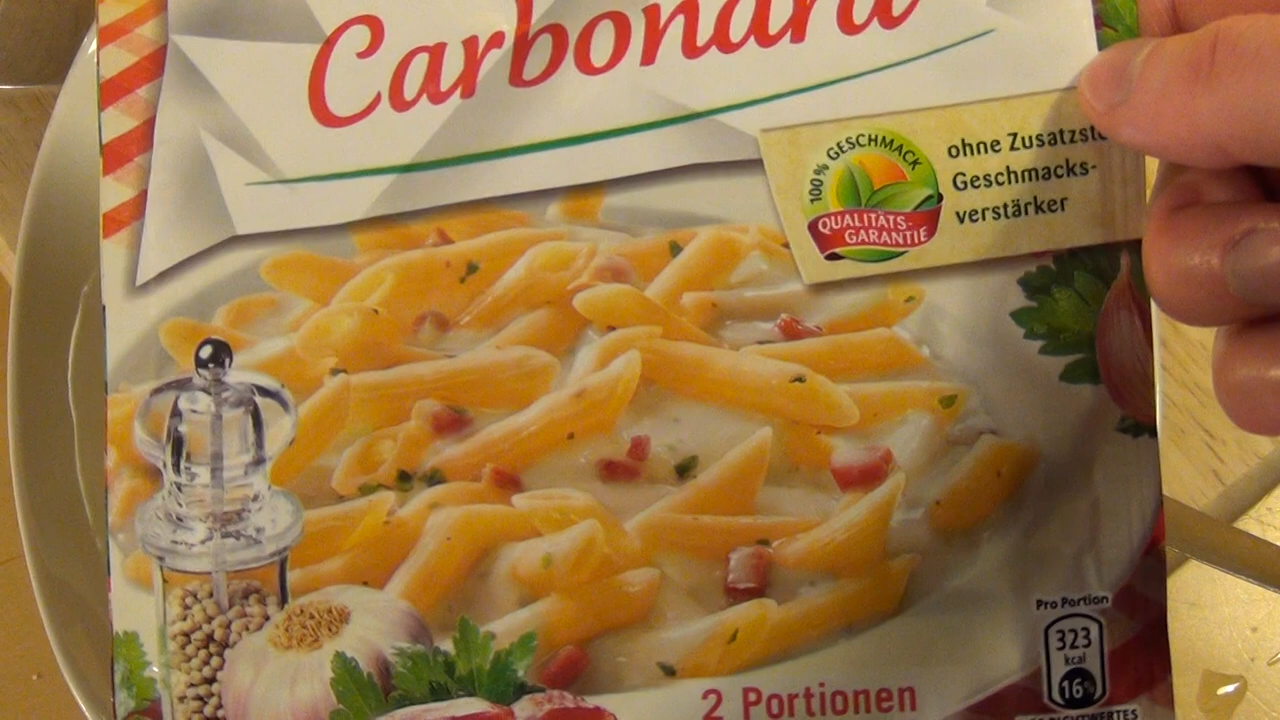 Carbonara
100% GESCHMACK
QUALITÄTS-
GARANTIE
ohne Zusatzst
Geschmacks-
verstärker
Pro Portion
323
kcal
16%
2 Portionen